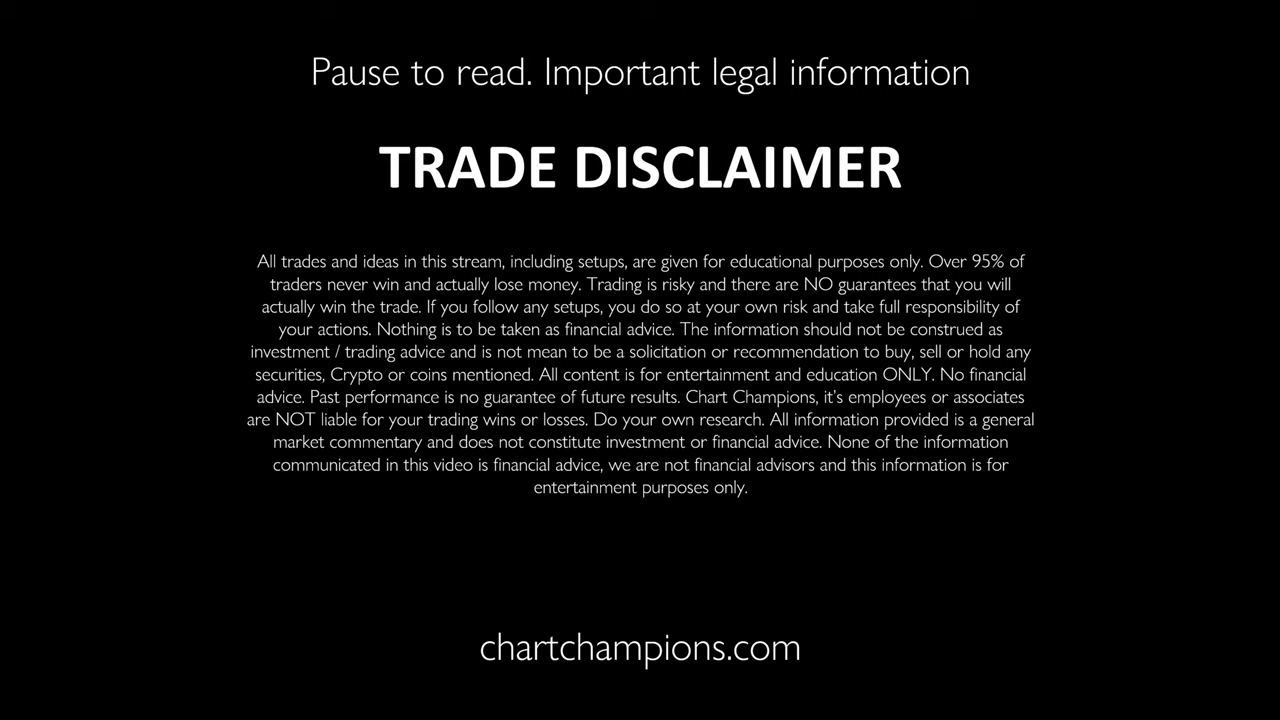 Pause to read. Important legal information
TRADE DISCLAIMER
All trades and ideas in this stream, including setups, are given for educational purposes only. Over 95% of
traders never win and actually lose money. Trading is risky and there are NO guarantees that you will
actually win the trade. If you follow any setups, you do so at your own risk and take full responsibility of
your actions. Nothing is to be taken as financial advice. The information should not be construed as
investment / trading advice and is not mean to be a solicitation or recommendation to buy, sell or hold any
securities, Crypto or coins mentioned. All content is for entertainment and education ONLY. No financial
advice. Past performance is no guarantee of future results. Chart Champions, it's employees or associates
are NOT liable for your trading wins or losses. Do your own research. All information provided is a general
market commentary and does not constitute investment or financial advice. None of the information
communicated in this video is financial advice, we are not financial advisors and this information is for
entertainment purposes only.
chartchampions.com